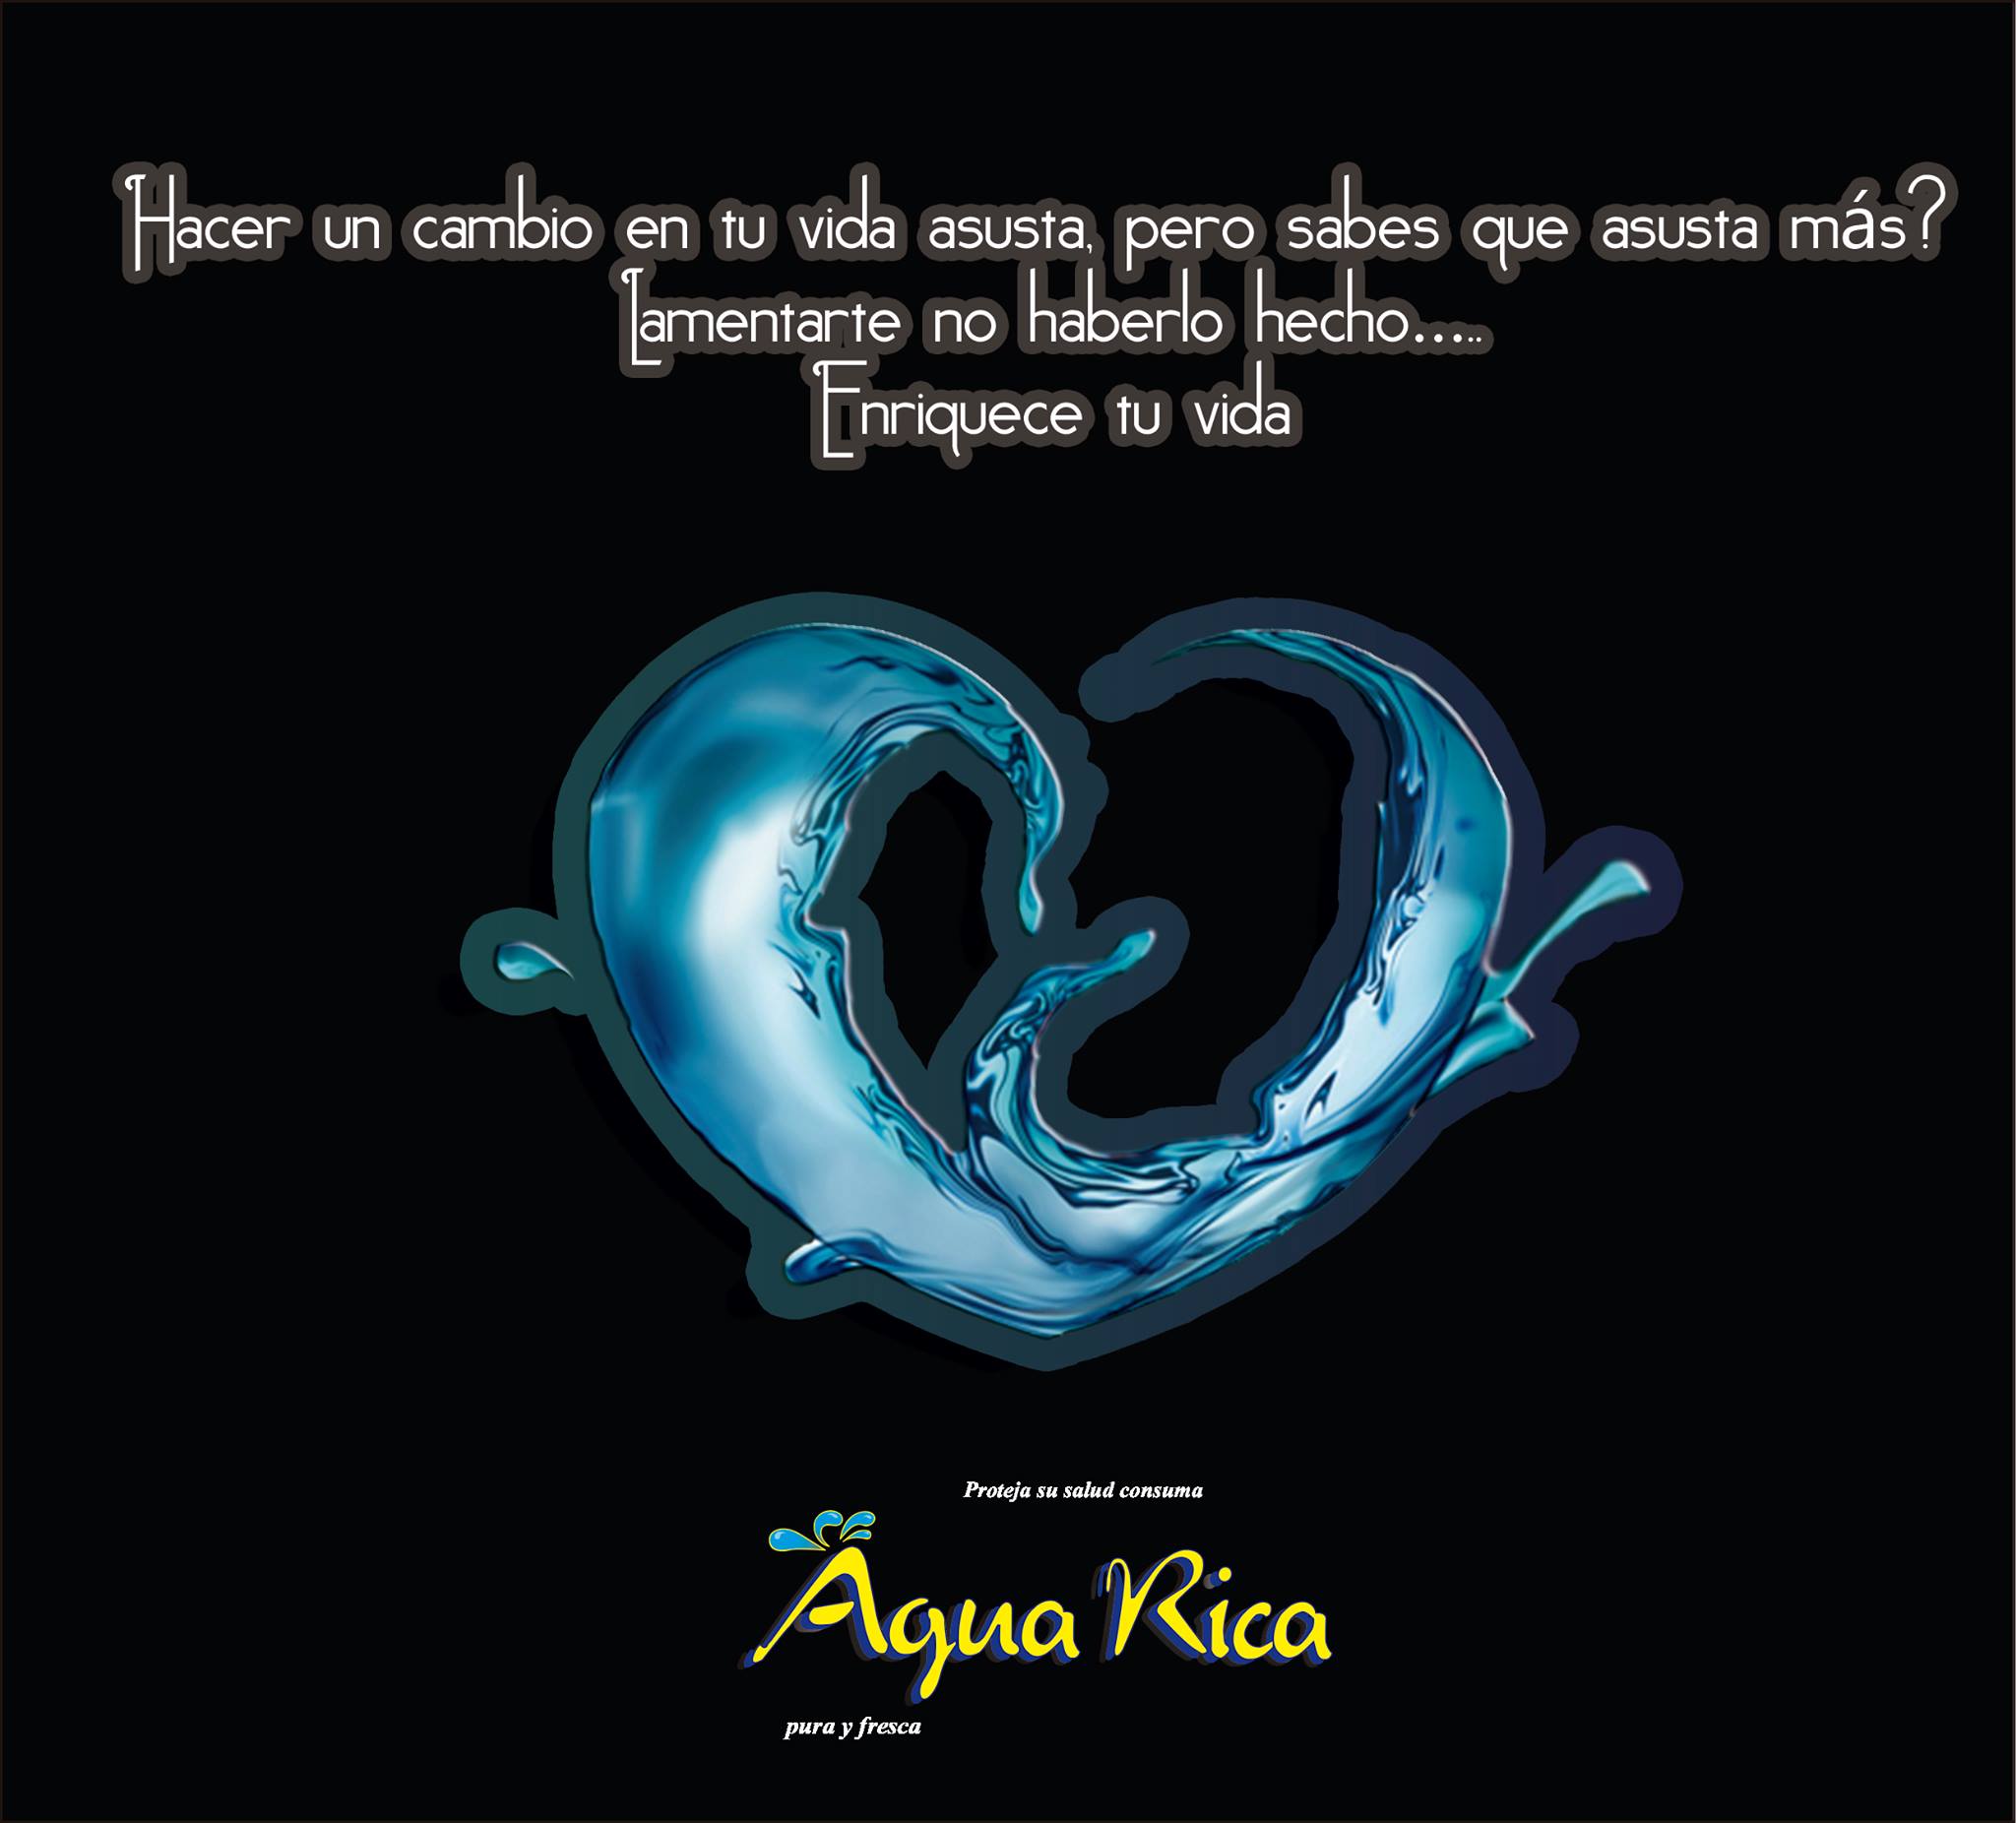 Hacer un cambio en tu vida asusta, pero sabes que asusta más?
Lamentarte no haberlo hecho.....
Enriquece tu vida
Proteja su salud consuma
Agua Rica
pura y fresca